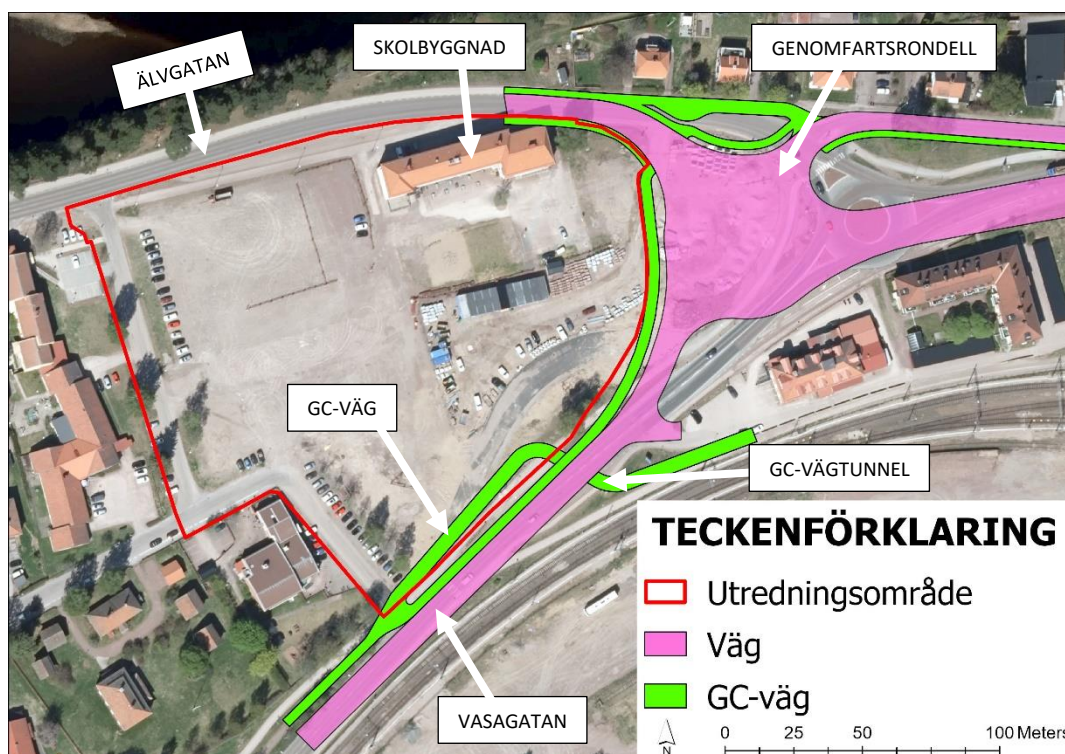 SKOLBYGGNAD
GENOMFARTSRONDELL
ÄLVGATAN
GC-VÄG
GC-VÄGTUNNEL
VASAGATAN
TECKENFÖRKLARING
Utredningsområde
Väg
GC-väg
N
0 25 50 100 Meters